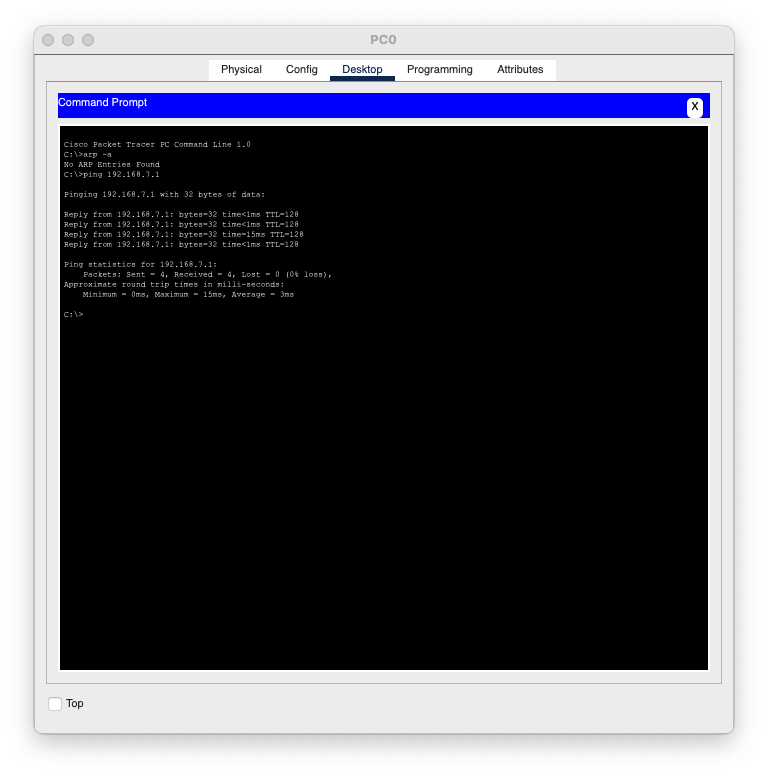 PC0
Physical Config Desktop Programming Attributes
Command Prompt
X
Cisco Packet Tracer PC Command Line 1.0
C:\>arp -a
No ARP Entries Found
C:\>ping 192.168.7.1
Pinging 192.168.7.1 with 32 bytes of data:
Reply from 192.168.7.1: bytes=32 time<1ms TTL=128
Reply from 192.168.7.1: bytes=32 time<1ms TTL=128
Reply from 192.168.7.1: bytes=32 time=15ms TTL=128
Reply from 192.168.7.1: bytes=32 time<1ms TTL=128
Ping statistics for 192.168.7.1:
Packets: Sent = 4, Received = 4, Lost = 0 (0% loss),
Approximate round trip times in milli-seconds:
Minimum = 0ms, Maximum = 15ms, Average = 3ms
C:\>
Top